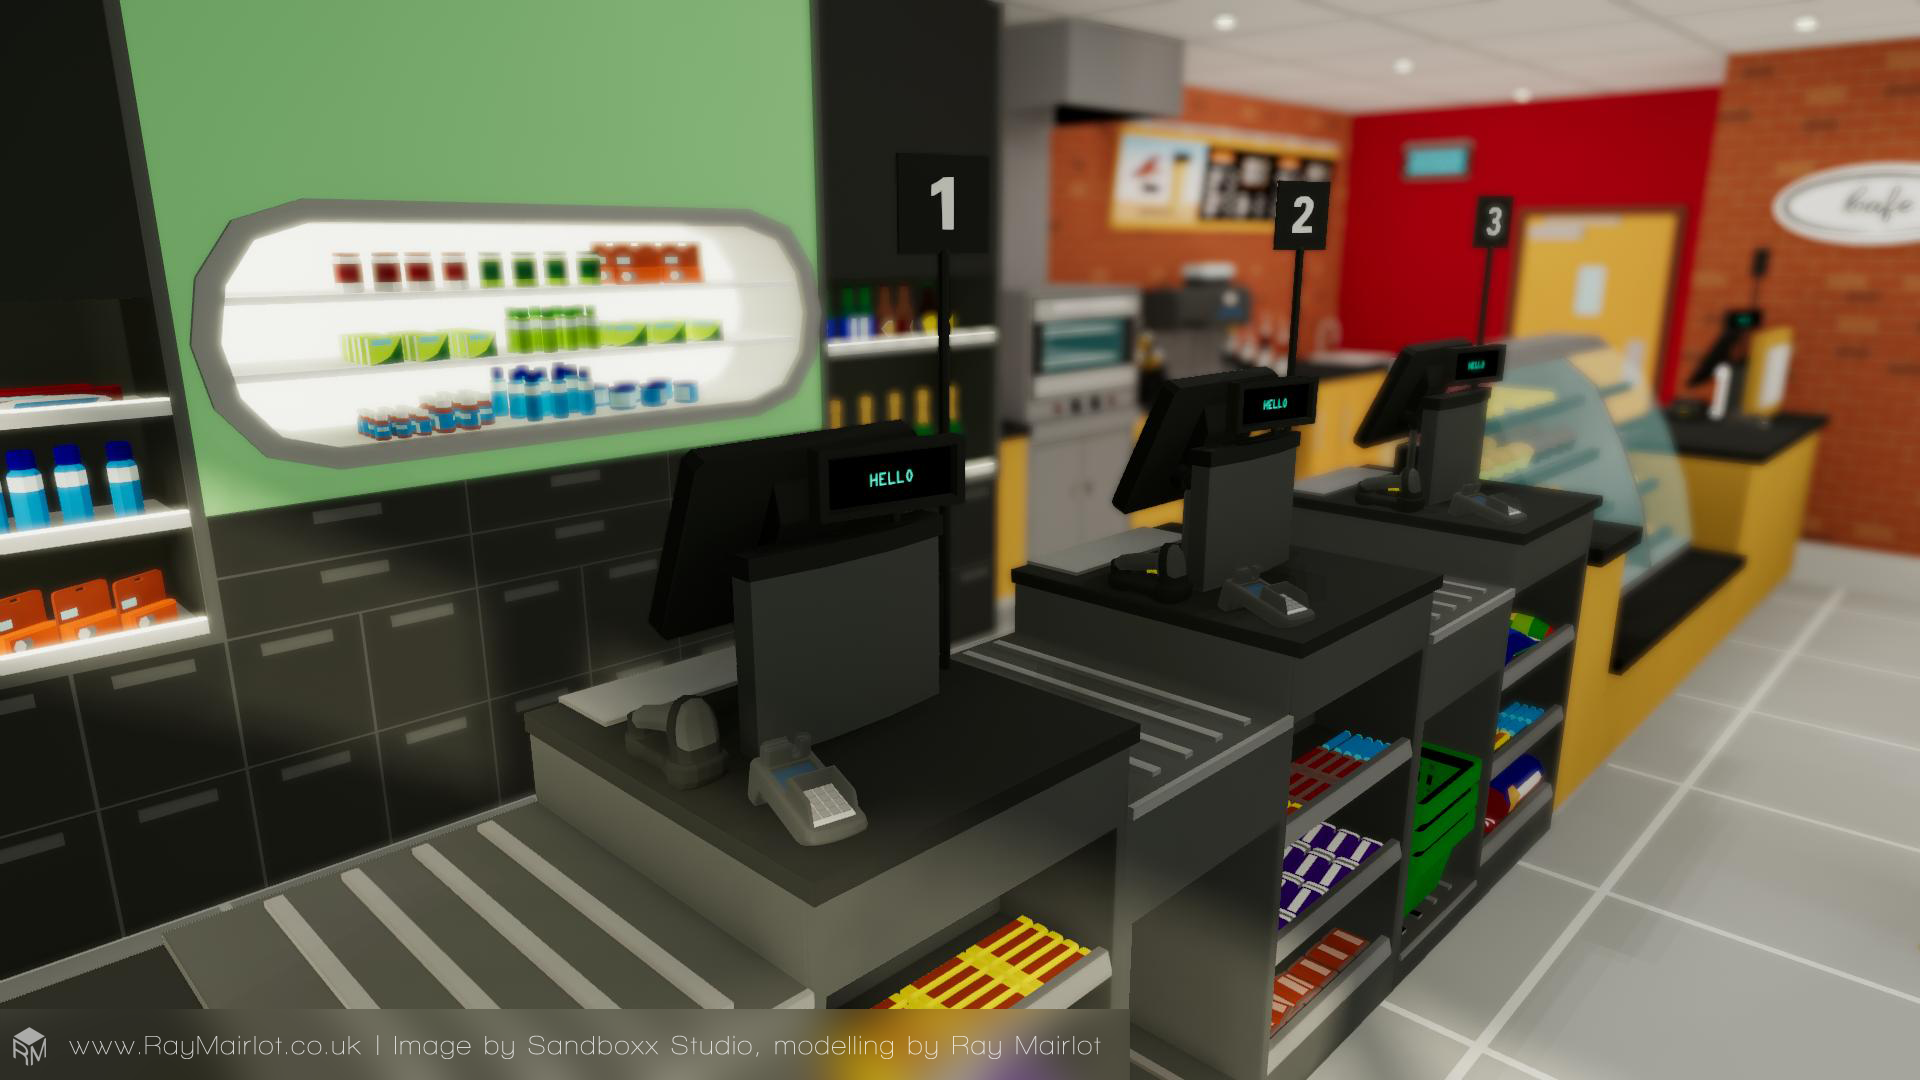 1
2
3
cafe
HELLO
HELLO
HELLO
RM
www.RayMairlot.co.uk | Image by Sandboxx Studio, modelling by Ray Mairlot